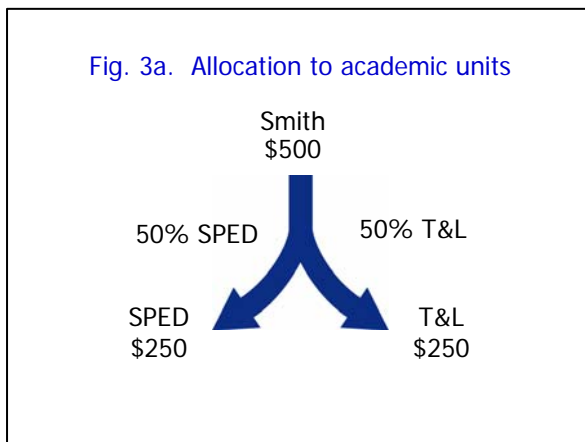 Fig. 3a.  Allocation to academic units
Smith
$500
50% SPED
50% T&L
SPED
$250
T&L
$250